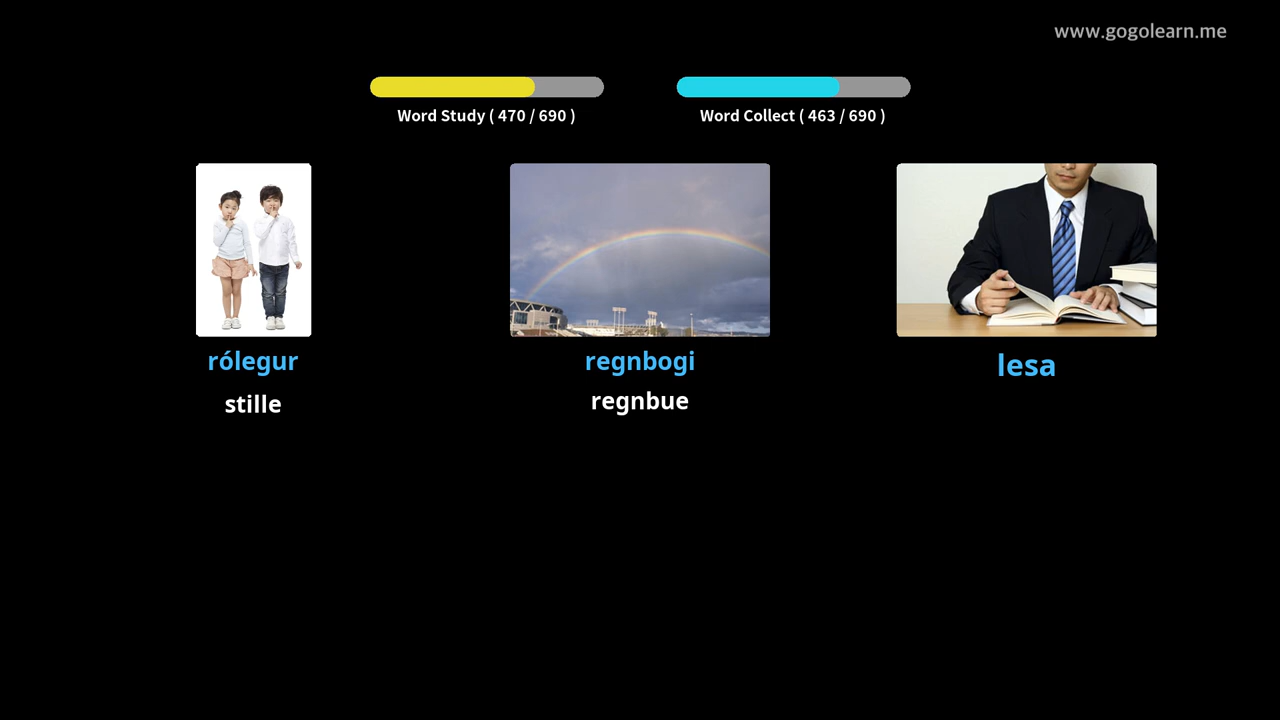 www.gogolearn.me
Word Study ( 470 / 690 )
Word Collect ( 463 / 690 )
rólegur
stille
regnbogi
regnbue
lesa